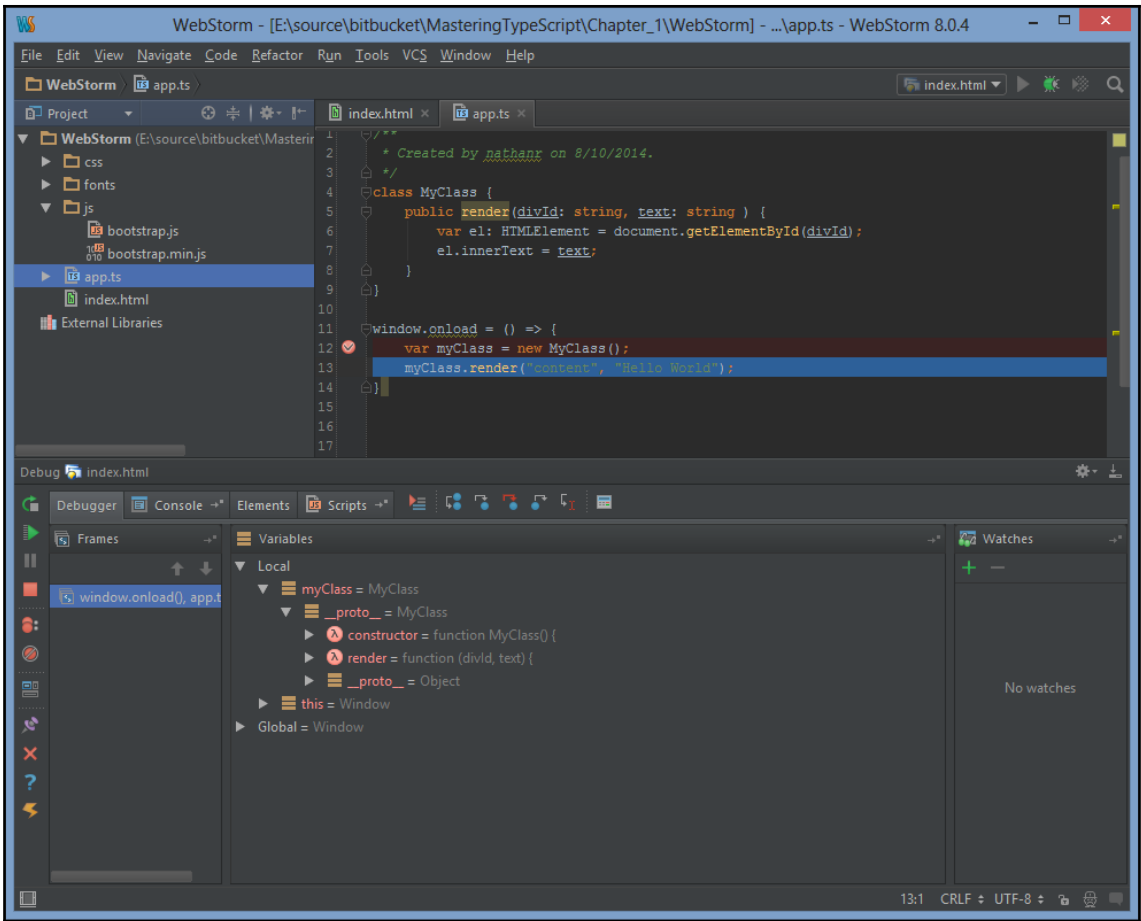 WebStorm - [E:\source\bitbucket\MasteringTypeScript\Chapter_1\WebStorm] - ...\app.ts - WebStorm 8.0.4
File Edit View Navigate Code Refactor Run Tools VCS Window Help
WebStorm app.ts index.html
Project index.html app.ts
WebStorm (E:\source\bitbucket\Masterin
css
fonts
js
bootstrap.js
bootstrap.min.js
app.ts
index.html
External Libraries
1 /**
2 * Created by nathanr on 8/10/2014.
3 */
4 class MyClass {
5 public render(divId: string, text: string ) {
6 var el: HTMLElement = document.getElementById(divId);
7 el.innerText = text;
8 }
9 }
10
11 window.onload = () => {
12 var myClass = new MyClass();
13 myClass.render("content", "Hello World");
14 }
15
16
17
Debug index.html
Debugger Console Elements Scripts
Frames
window.onload(), app.t
Variables
Local
myClass = MyClass
__proto__ = MyClass
constructor = function MyClass() {
render = function (divId, text) {
__proto__ = Object
this = Window
Global = Window
Watches
No watches
13:1 CRLF UTF-8